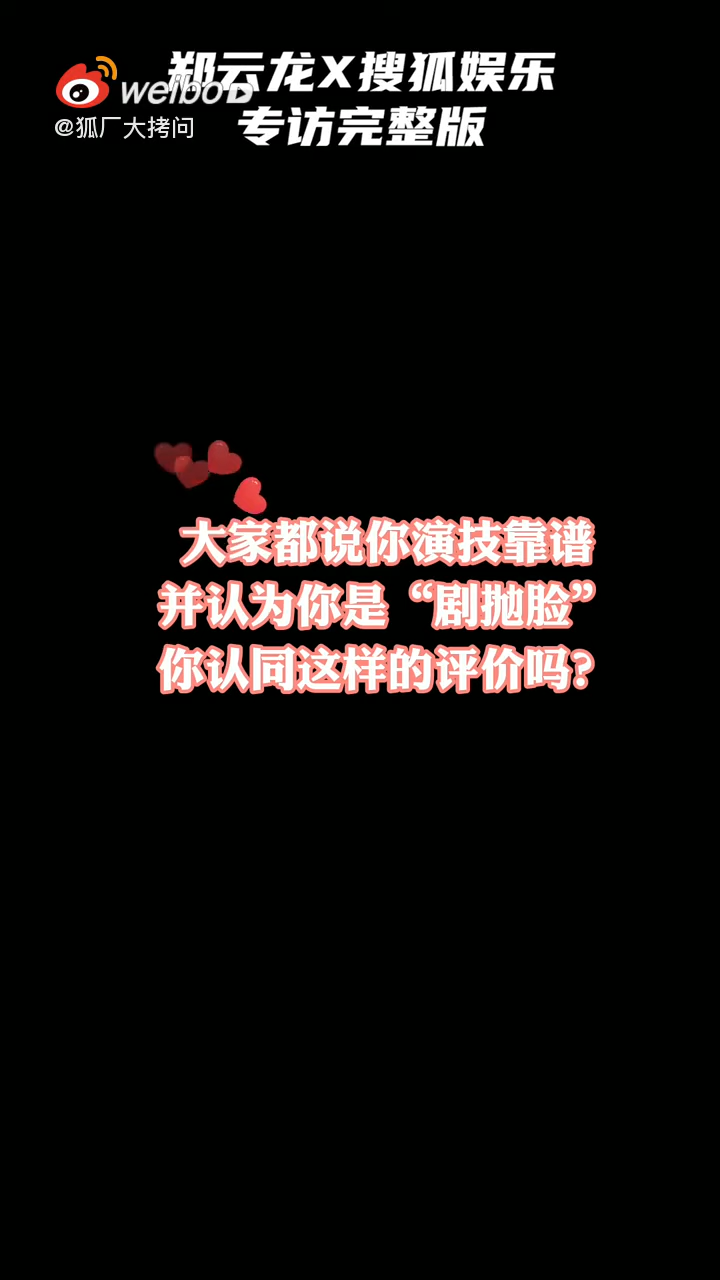 郑云龙X搜狐娱乐
weibo
专访完整版
@狐厂大拷问
大家都说你演技靠谱
并认为你是“剧抛脸”
你认同这样的评价吗?